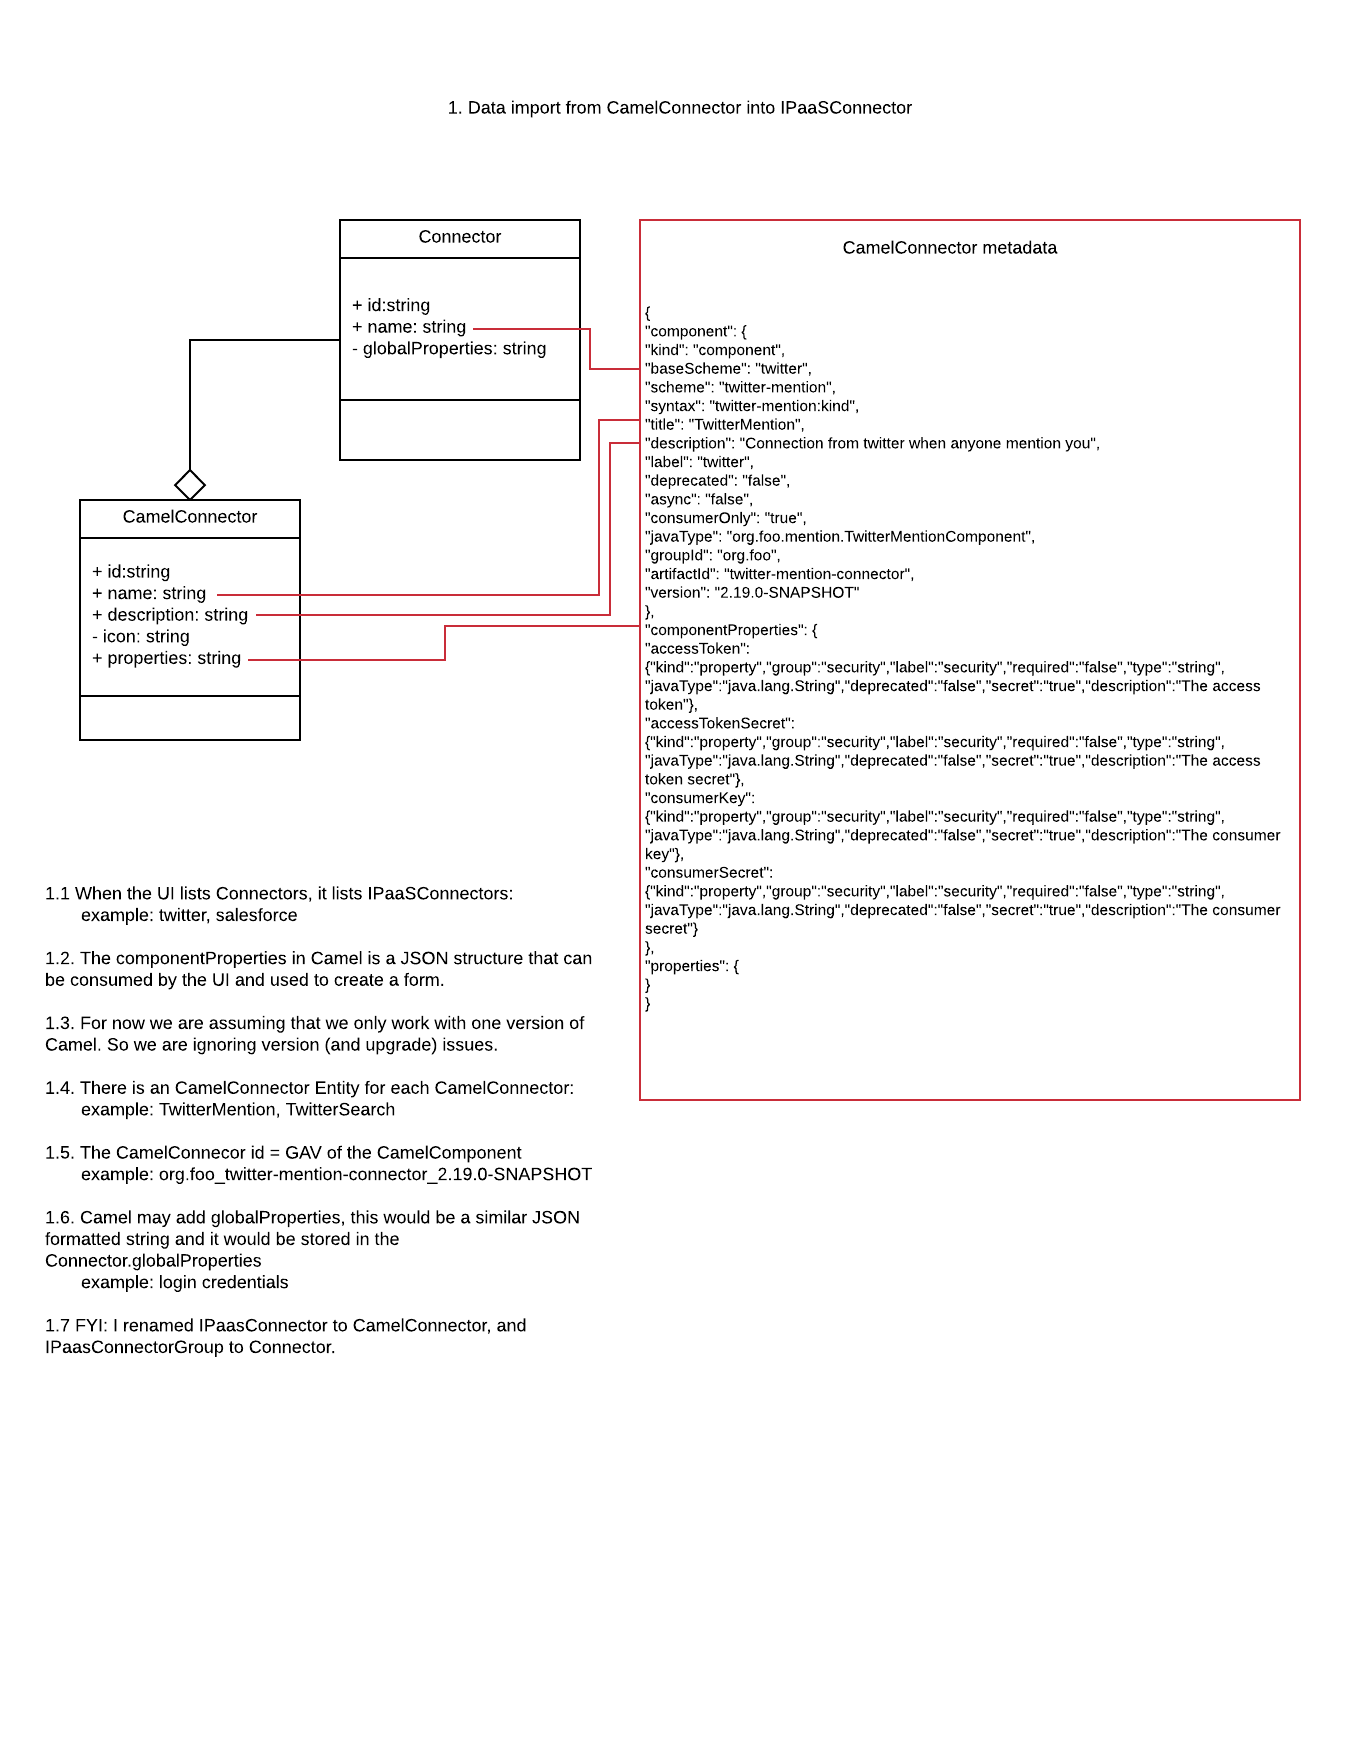 1. Data import from CamelConnector into IPaaSConnector
Connector
+ id:string
+ name: string
- globalProperties: string
CamelConnector
+ id:string
+ name: string
+ description: string
- icon: string
+ properties: string
CamelConnector metadada
{
"component": {
"kind": "component",
"baseScheme": "twitter",
"scheme": "twitter-mention",
"syntax": "twitter-mention:kind",
"title": "TwitterMention",
"description": "Connection from twitter when anyone mention you",
"label": "twitter",
"deprecated": "false",
"async": "false",
"consumerOnly": "true",
"javaType": "org.foo.mention.TwitterMentionComponent",
"groupId": "org.foo",
"artifactId": "twitter-mention-connector",
"version": "2.19.0-SNAPSHOT"
},
"componentProperties": {
"accessToken":
{"kind":"property","group":"security","label":"security","required":"false","type":"string",
"javaType":"java.lang.String","deprecated":"false","secret":"true","description":"The access
token"},
"accessTokenSecret":
{"kind":"property","group":"security","label":"security","required":"false","type":"string",
"javaType":"java.lang.String","deprecated":"false","secret":"true","description":"The access
token secret"},
"consumerKey":
{"kind":"property","group":"security","label":"security","required":"false","type":"string",
"javaType":"java.lang.String","deprecated":"false","secret":"true","description":"The consumer
key"},
"consumerSecret":
{"kind":"property","group":"security","label":"security","required":"false","type":"string",
"javaType":"java.lang.String","deprecated":"false","secret":"true","description":"The consumer
secret"}
},
"properties": {
}
}
1.1 When the UI lists Connectors, it lists IPaaSConnectors:
example: twitter, salesforce
1.2. The componentProperties in Camel is a JSON structure that can
be consumed by the UI and used to create a form.
1.3. For now we are assuming that we only work with one version of
Camel. So we are ignoring version (and upgrade) issues.
1.4. There is an CamelConnector Entity for each CamelConnector:
example: TwitterMention, TwitterSearch
1.5. The CamelConnecor id = GAV of the CamelComponent
example: org.foo_twitter-mention-connector_2.19.0-SNAPSHOT
1.6. Camel may add globalProperties, this would be a similar JSON
formatted string and it would be stored in the
Connector.globalProperties
example: login credentials
1.7 FYI: I renamed IPaasConnector to CamelConnector, and
IPaasConnectorGroup to Connector.